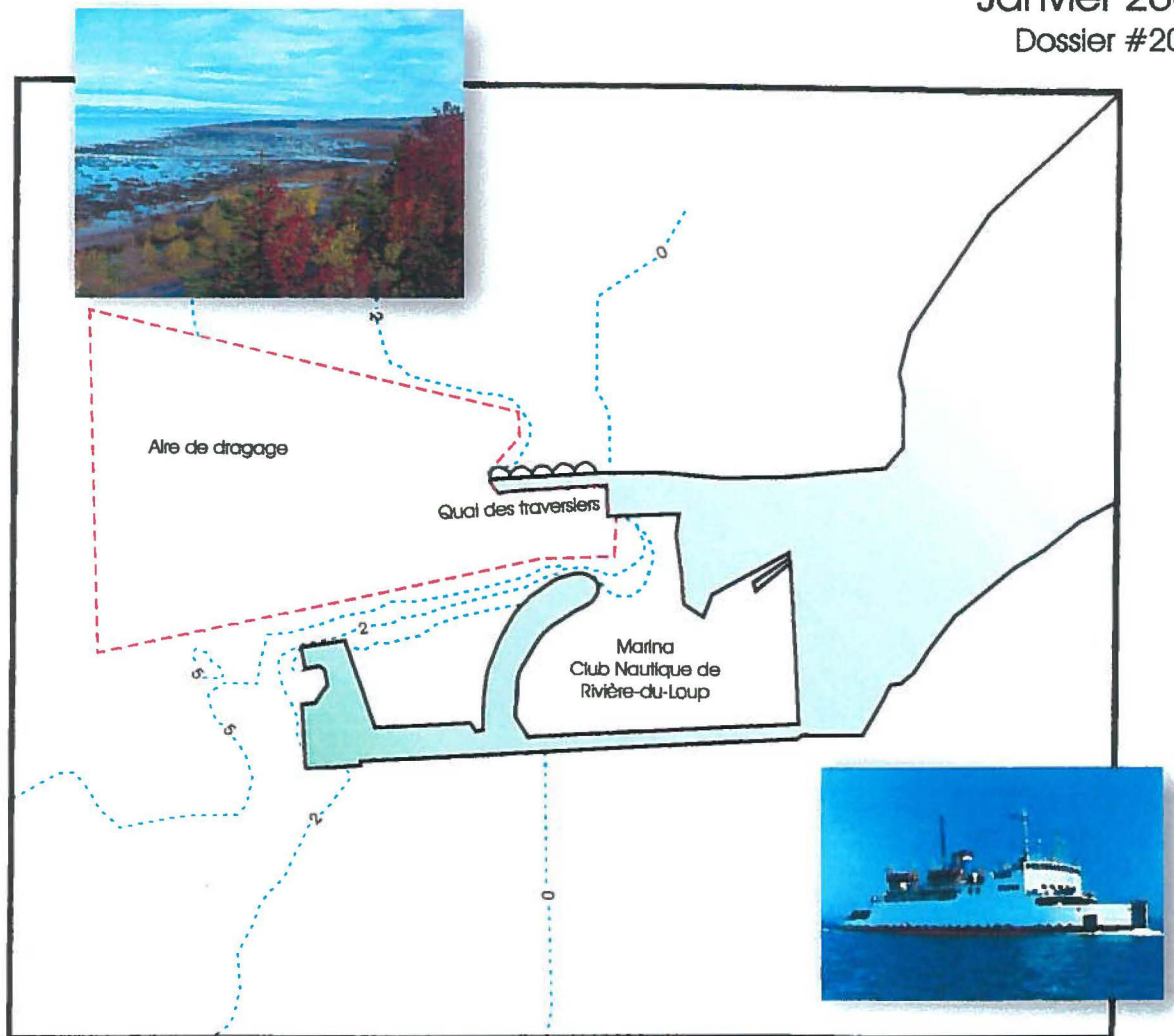 Janvier
Dossier #20
0
2
Aire de dragage
Quai des traversiers
2
Marina
Club Nautique de
Rivière-du-Loup
5
5
2
0